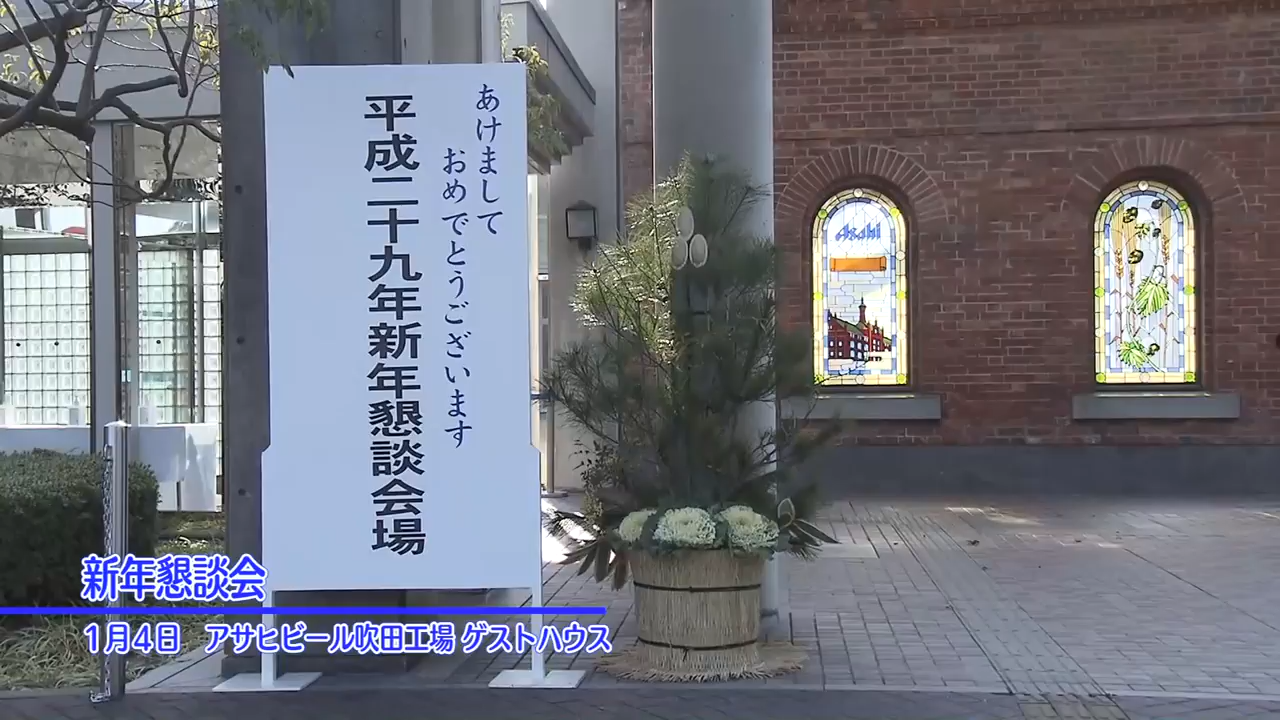 あけまして
おめでとうございます
平成二十九年新年懇談会場
Asahi
新年懇談会
1月4日　アサヒビール吹田工場 ゲストハウス